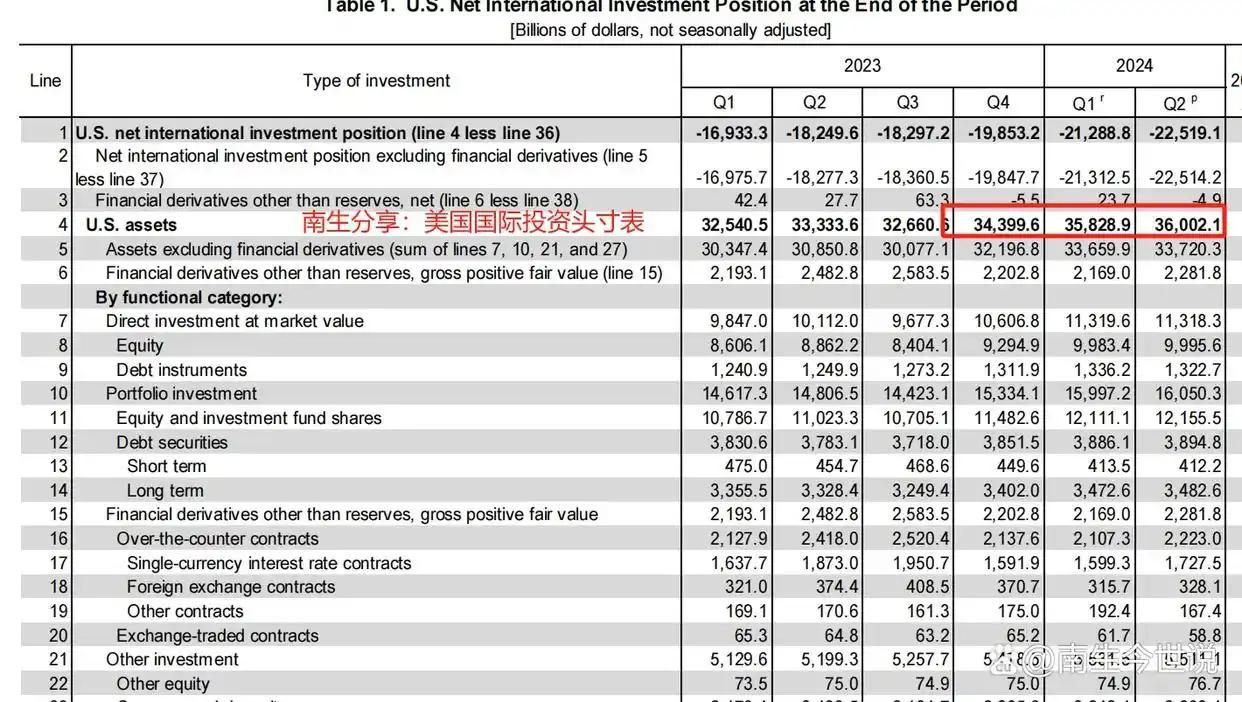 Table 1. U.S. Net International Investment Position at the End of the Period
[Billions of dollars, not seasonally adjusted]
Line Type of investment 2023 2024
Q1 Q2 Q3 Q4 Q1 r Q2 p
1 U.S. net international investment position (line 4 less line 36) -16,933.3 -18,249.6 -18,297.2 -19,853.2 -21,288.8 -22,519.1
2 Net international investment position excluding financial derivatives (line 5
less line 37) -16,975.7 -18,277.3 -18,360.5 -19,847.7 -21,312.5 -22,514.2
3 Financial derivatives other than reserves, net (line 6 less line 38) 42.4 27.7 63.3 -5.5 23.7 -4.9
4 U.S. assets 南生分享：美国国际投资头寸表 32,540.5 33,333.6 32,660.6 34,399.6 35,828.9 36,002.1
5 Assets excluding financial derivatives (sum of lines 7, 10, 21, and 27) 30,347.4 30,850.8 30,077.1 32,196.8 33,659.9 33,720.3
6 Financial derivatives other than reserves, gross positive fair value (line 15) 2,193.1 2,482.8 2,583.5 2,202.8 2,169.0 2,281.8
By functional category:
7 Direct investment at market value 9,847.0 10,112.0 9,677.3 10,606.8 11,319.6 11,318.3
8 Equity 8,606.1 8,862.2 8,404.1 9,294.9 9,983.4 9,995.6
9 Debt instruments 1,240.9 1,249.9 1,273.2 1,311.9 1,336.2 1,322.7
10 Portfolio investment 14,617.3 14,806.5 14,423.1 15,334.1 15,997.2 16,050.3
11 Equity and investment fund shares 10,786.7 11,023.3 10,705.1 11,482.6 12,111.1 12,155.5
12 Debt securities 3,830.6 3,783.1 3,718.0 3,851.5 3,886.1 3,894.8
13 Short term 475.0 454.7 468.6 449.6 413.5 412.2
14 Long term 3,355.5 3,328.4 3,249.4 3,402.0 3,472.6 3,482.6
15 Financial derivatives other than reserves, gross positive fair value 2,193.1 2,482.8 2,583.5 2,202.8 2,169.0 2,281.8
16 Over-the-counter contracts 2,127.9 2,418.0 2,520.4 2,137.6 2,107.3 2,223.0
17 Single-currency interest rate contracts 1,637.7 1,873.0 1,950.7 1,591.9 1,599.3 1,727.5
18 Foreign exchange contracts 321.0 374.4 408.5 370.7 315.7 328.1
19 Other contracts 169.1 170.6 161.3 175.0 192.4 167.4
20 Exchange-traded contracts 65.3 64.8 63.2 65.2 61.7 58.8
21 Other investment 5,129.6 5,199.3 5,257.7
@南生今世说
22 Other equity 73.5 75.0 74.9 75.0 74.9 76.7